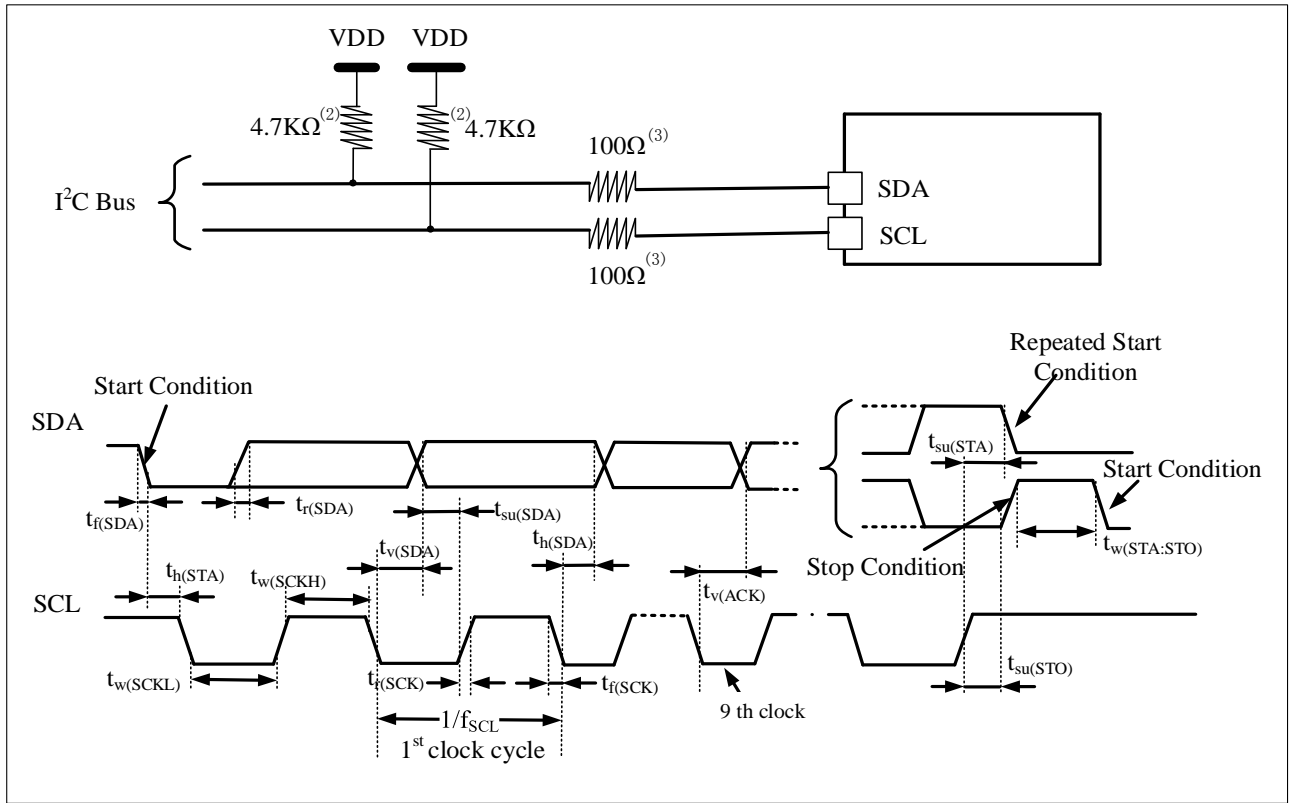 VDD VDD
4.7KΩ(2) (2)4.7KΩ
100Ω(3)
I2C Bus
SDA
SCL
100Ω(3)
Repeated Start
Condition
Start Condition
SDA
tsu(STA)
Start Condition
tf(SDA)
tr(SDA)
tsu(SDA)
tv(SDA)
th(SDA)
tw(STA:STO)
Stop Condition
th(STA)
tw(SCKH)
tv(ACK)
SCL
tw(SCKL)
tr(SCK)
tf(SCK)
tsu(STO)
9 th clock
1/fSCL
1st clock cycle